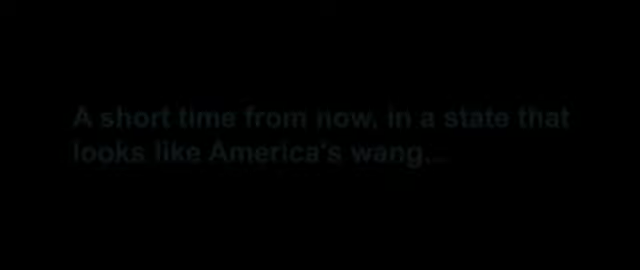 A short time from now, in a state that
looks like America's wang...